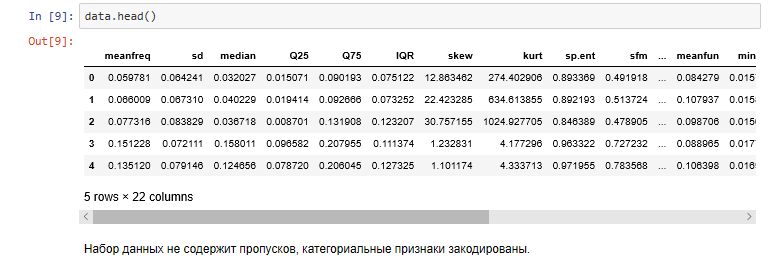 In [9]: data.head()
Out[9]:
meanfreq sd median Q25 Q75 IQR skew kurt sp.ent sfm ... meanfun min
0 0.059781 0.064241 0.032027 0.015071 0.090193 0.075122 12.863462 274.402906 0.893369 0.491918 ... 0.084279 0.015
1 0.066009 0.067310 0.040229 0.019414 0.092666 0.073252 22.423285 634.613855 0.892193 0.513724 ... 0.107937 0.015
2 0.077316 0.083829 0.036718 0.008701 0.131908 0.123207 30.757155 1024.927705 0.846389 0.478905 ... 0.098706 0.015
3 0.151228 0.072111 0.158011 0.096582 0.207955 0.111374 1.232831 4.177296 0.963322 0.727232 ... 0.088965 0.017
4 0.135120 0.079146 0.124656 0.078720 0.206045 0.127325 1.101174 4.333713 0.971955 0.783568 ... 0.106398 0.016
5 rows × 22 columns
Набор данных не содержит пропусков, категориальные признаки закодированы.